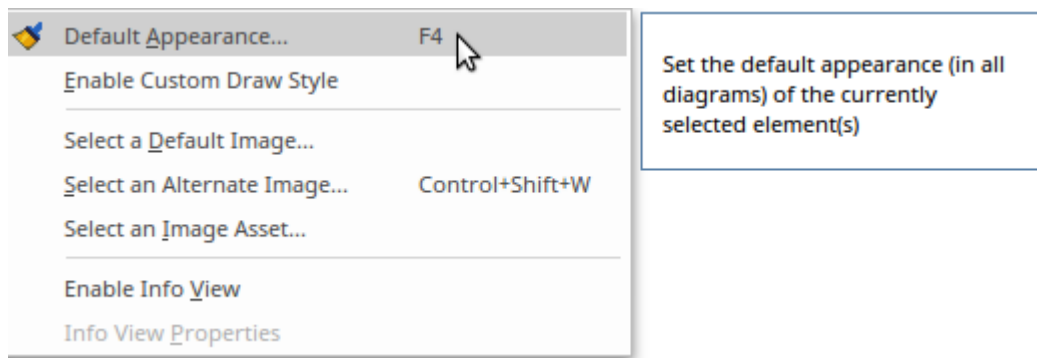 Default Appearance... F4
Enable Custom Draw Style
Select a Default Image...
Select an Alternate Image... Control+Shift+W
Select an Image Asset...
Enable Info View
Info View Properties
Set the default appearance (in all
diagrams) of the currently
selected element(s)